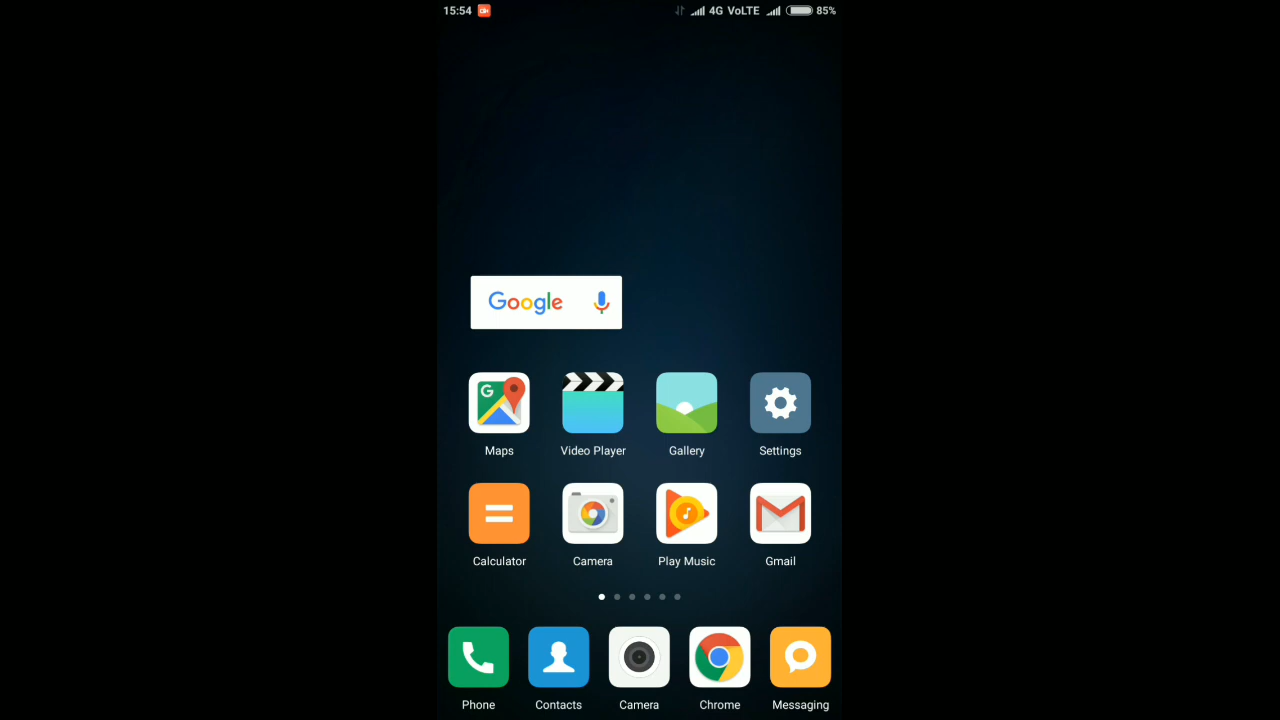 15:54 4G VoLTE 85%
Google
Maps Video Player Gallery Settings
Calculator Camera Play Music Gmail
Phone Contacts Camera Chrome Messaging